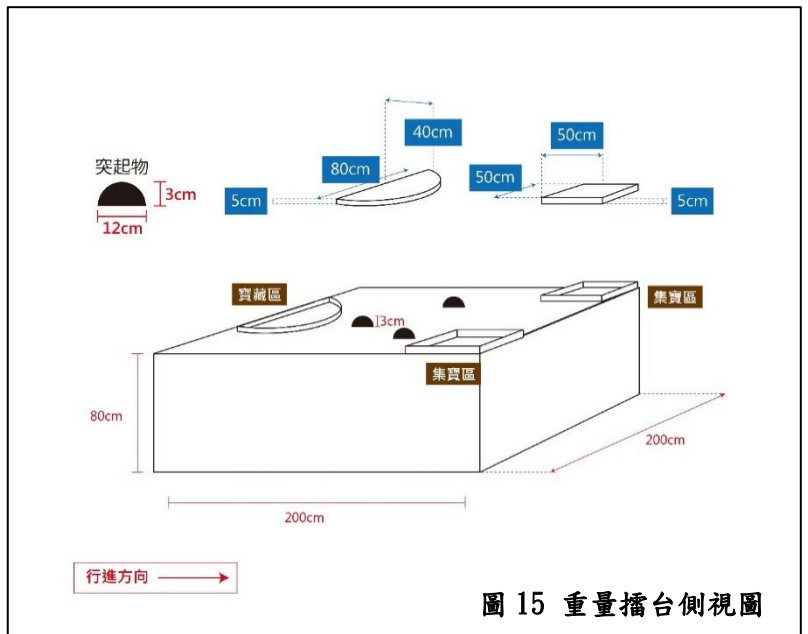 40cm
50cm
突起物
80cm
50cm
3cm
5cm
5cm
12cm
寶藏區
集寶區
3cm
集寶區
80cm
200cm
200cm
行進方向
圖 15 重量擂台側視圖